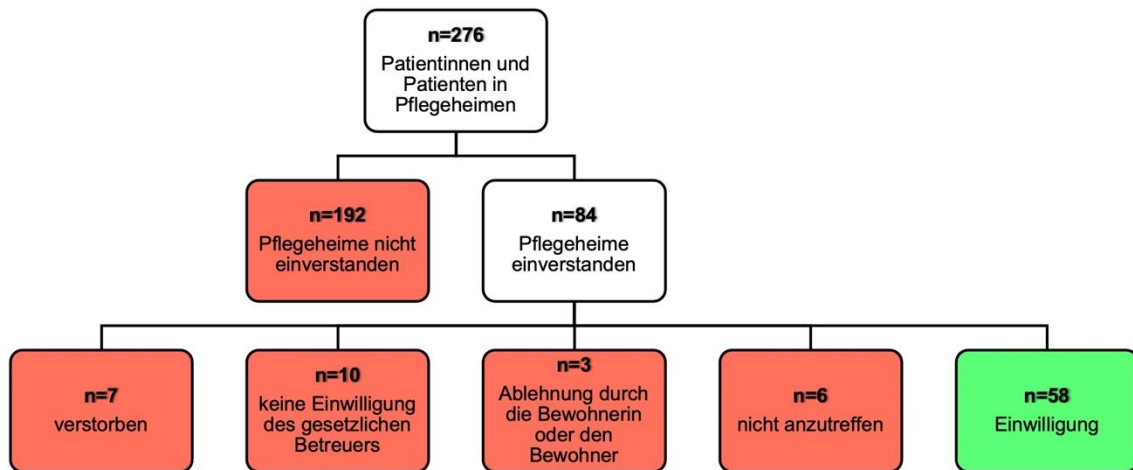 n=276
Patientinnen und
Patienten in
Pflegeheimen
n=192
Pflegeheime nicht
einverstanden
n=84
Pflegeheime
einverstanden
n=7
verstorben
n=10
keine Einwilligung
des gesetzlichen
Betreuers
n=3
Ablehnung durch
die Bewohnerin
oder den
Bewohner
n=6
nicht anzutreffen
n=58
Einwilligung